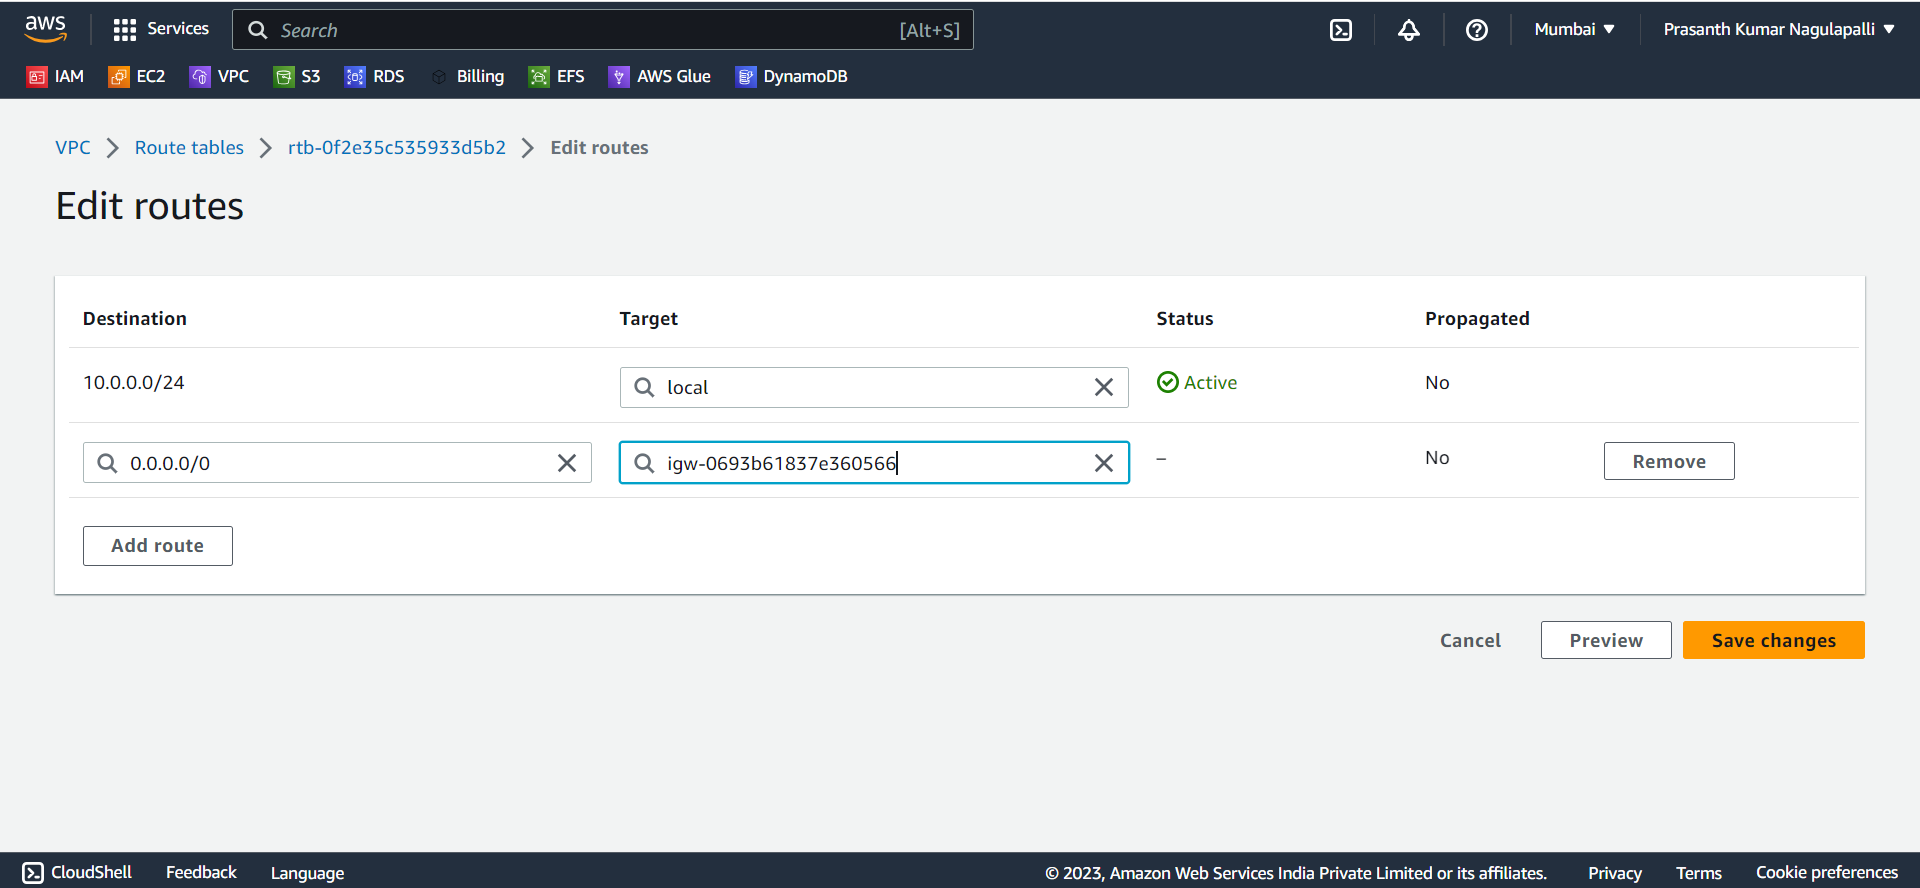 aws Services Search [Alt+S] Mumbai Prasanth Kumar Nagulapalli
IAM EC2 VPC S3 RDS Billing EFS AWS Glue DynamoDB
VPC Route tables rtb-0f2e35c535933d5b2 Edit routes
Edit routes
Destination Target Status Propagated
10.0.0.0/24 local Active No
0.0.0.0/0 igw-0693b61837e360566 – No Remove
Add route
Cancel Preview Save changes
CloudShell Feedback Language © 2023, Amazon Web Services India Private Limited or its affiliates. Privacy Terms Cookie preferences